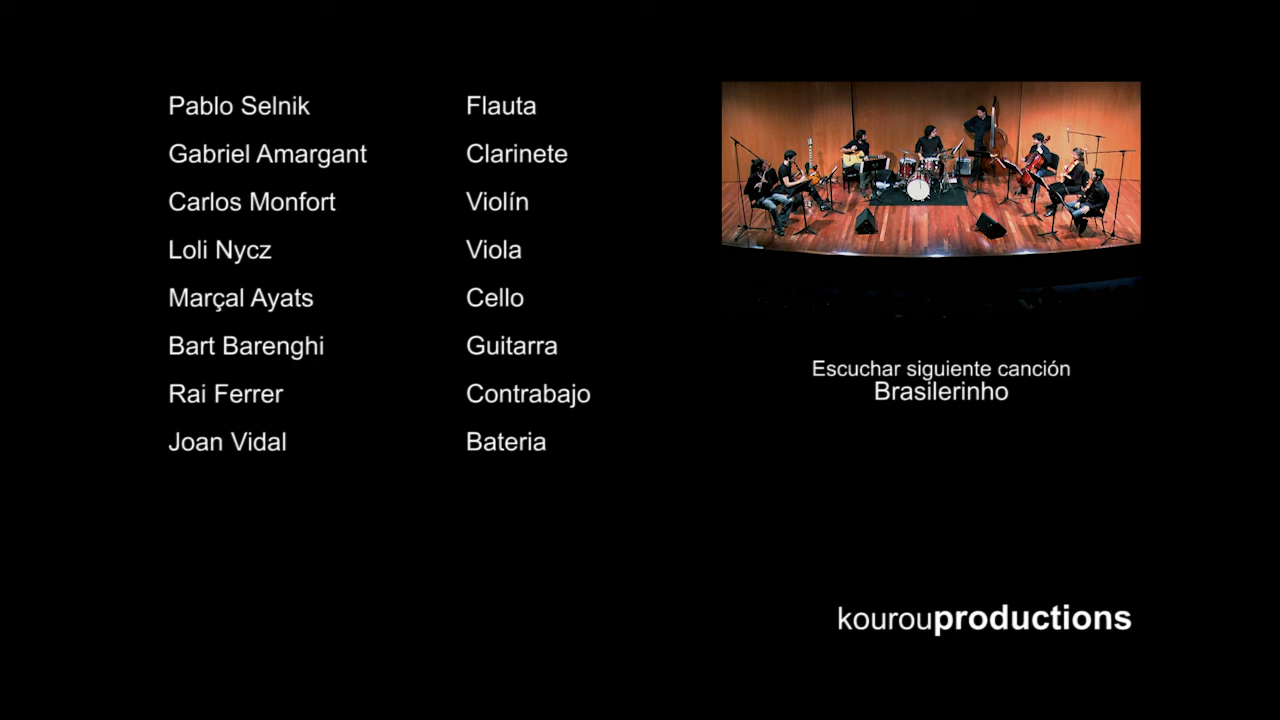 Pablo Selnik Flauta
Gabriel Amargant Clarinete
Carlos Monfort Violín
Loli Nycz Viola
Marçal Ayats Cello
Bart Barenghi Guitarra
Rai Ferrer Contrabajo
Joan Vidal Bateria
Escuchar siguiente canción
Brasilerinho
kourouproductions